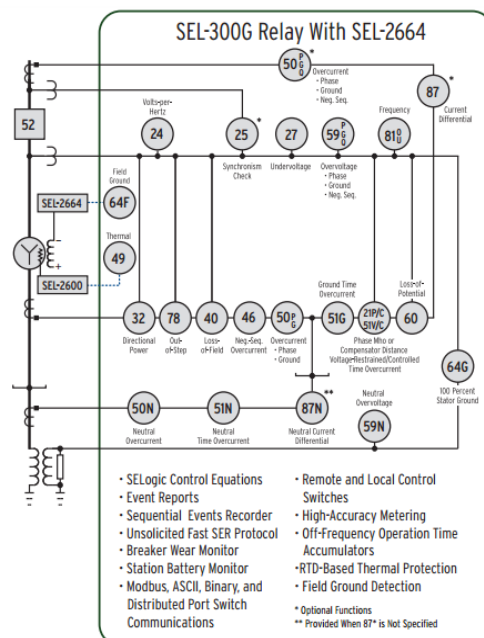 SEL-300G Relay With SEL-2664
50 P G Q *
Overcurrent
• Phase
• Ground
• Neg. Seq.
87 *
Current
Differential
52
Volts-per-
Hertz
24
25 *
Synchronism
Check
27
Undervoltage
59 P G Q
Overvoltage
• Phase
• Ground
• Neg. Seq.
Frequency
81 O U
Field
Ground
SEL-2664
64F
Thermal
49
−
+
SEL-2600
32
Directional
Power
78
Out-
of-Step
40
Loss-
of-Field
46
Neg.-Seq.
Overcurrent
50 P G
Overcurrent
• Phase
• Ground
Ground Time
Overcurrent
51G
21P/C
51V/C
Phase Mho or
Compensator Distance
Voltage-Restrained/Controlled
Time Overcurrent
Loss-of-
Potential
60
64G
100 Percent
Stator Ground
50N
Neutral
Overcurrent
51N
Neutral
Time Overcurrent
87N **
Neutral Current
Differential
Neutral
Overvoltage
59N
• SELogic Control Equations
• Event Reports
• Sequential Events Recorder
• Unsolicited Fast SER Protocol
• Breaker Wear Monitor
• Station Battery Monitor
• Modbus, ASCII, Binary, and
Distributed Port Switch
Communications
• Remote and Local Control
Switches
• High-Accuracy Metering
• Off-Frequency Operation Time
Accumulators
• RTD-Based Thermal Protection
• Field Ground Detection
* Optional Functions
** Provided When 87* is Not Specified